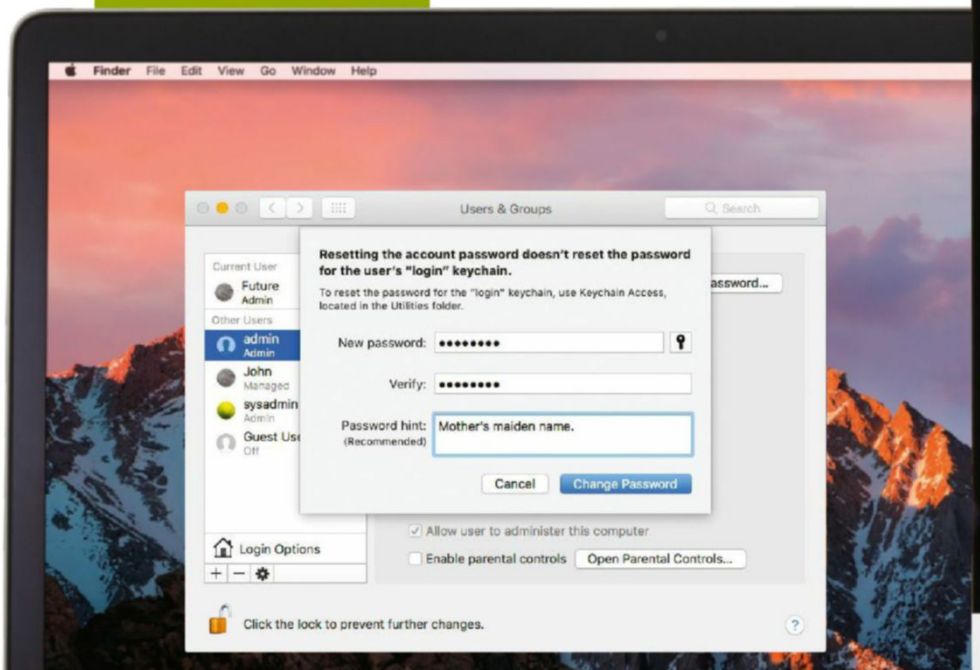 Finder File Edit View Go Window Help
Users & Groups
Search
Current User
Future
Admin
Other Users
admin
Admin
John
Managed
sysadmin
Admin
Guest Use
Off
Login Options
Resetting the account password doesn't reset the password
for the user's "login" keychain.
To reset the password for the "login" keychain, use Keychain Access,
located in the Utilities folder.
New password: ••••••••
Verify: ••••••••
Password hint:
(Recommended)
Mother's maiden name.
Cancel Change Password
assword...
Allow user to administer this computer
Enable parental controls Open Parental Controls...
Click the lock to prevent further changes.
?